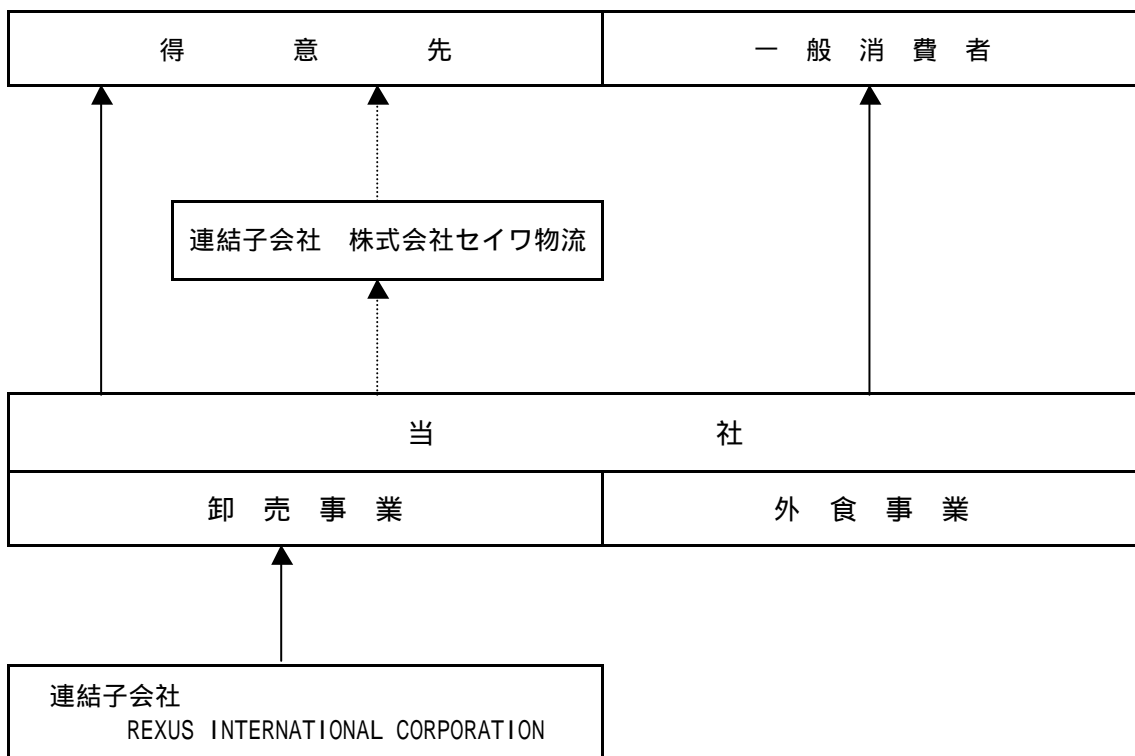 得意先
一般消費者
連結子会社 株式会社セイワ物流
当社
卸売事業
外食事業
連結子会社
REXUS INTERNATIONAL CORPORATION